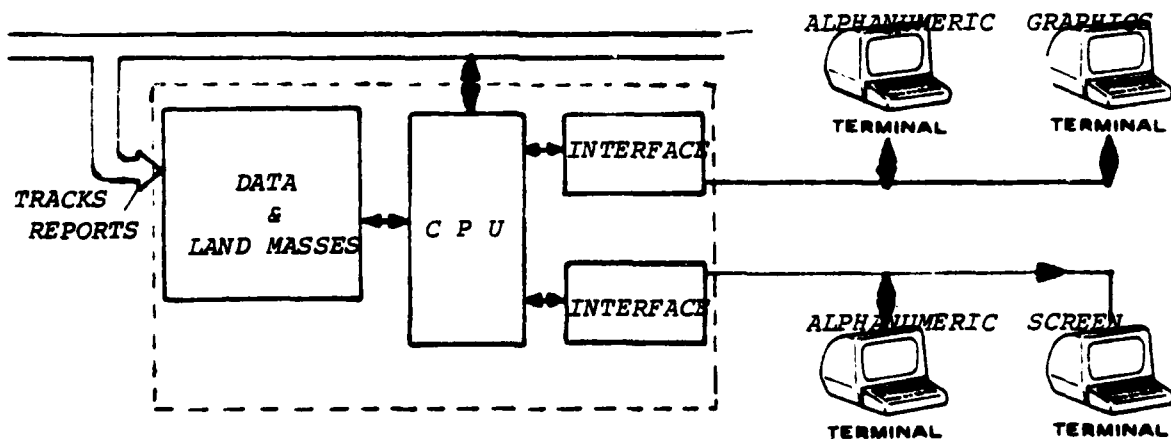 ALPHANUMERIC GRAPHICS
TERMINAL TERMINAL
TRACKS
REPORTS
DATA
&
LAND MASSES
C P U
INTERFACE
INTERFACE
ALPHANUMERIC SCREEN
TERMINAL TERMINAL